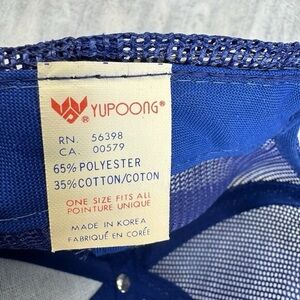 YUPOONG®
®
RN. 56398
CA. 00579
65% POLYESTER
35% COTTON/COTON
ONE SIZE FITS ALL
POINTURE UNIQUE
MADE IN KOREA
FABRIQUÉ EN CORÉE